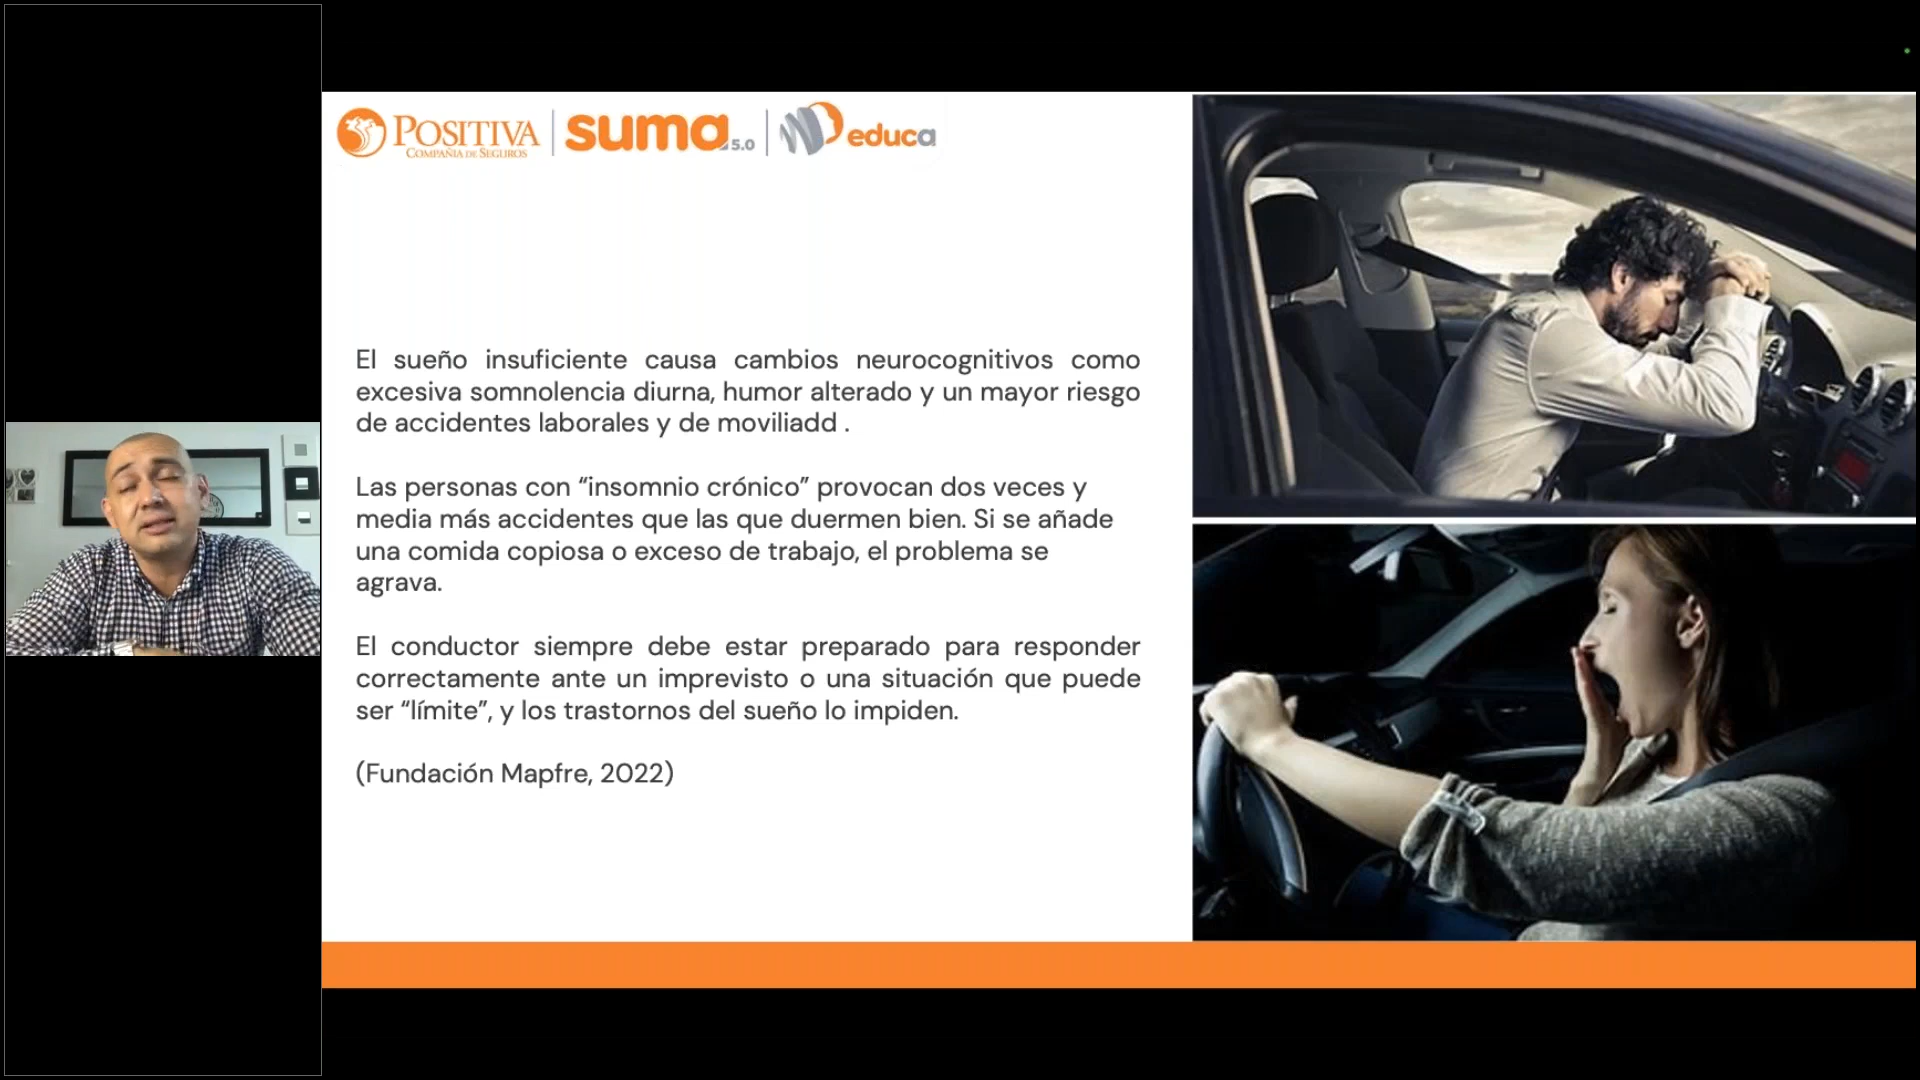 POSITIVA
COMPAÑIA DE SEGUROS
suma 5.0
educa
El sueño insuficiente causa cambios neurocognitivos como
excesiva somnolencia diurna, humor alterado y un mayor riesgo
de accidentes laborales y de moviliadd .
Las personas con “insomnio crónico” provocan dos veces y
media más accidentes que las que duermen bien. Si se añade
una comida copiosa o exceso de trabajo, el problema se
agrava.
El conductor siempre debe estar preparado para responder
correctamente ante un imprevisto o una situación que puede
ser “límite”, y los trastornos del sueño lo impiden.
(Fundación Mapfre, 2022)